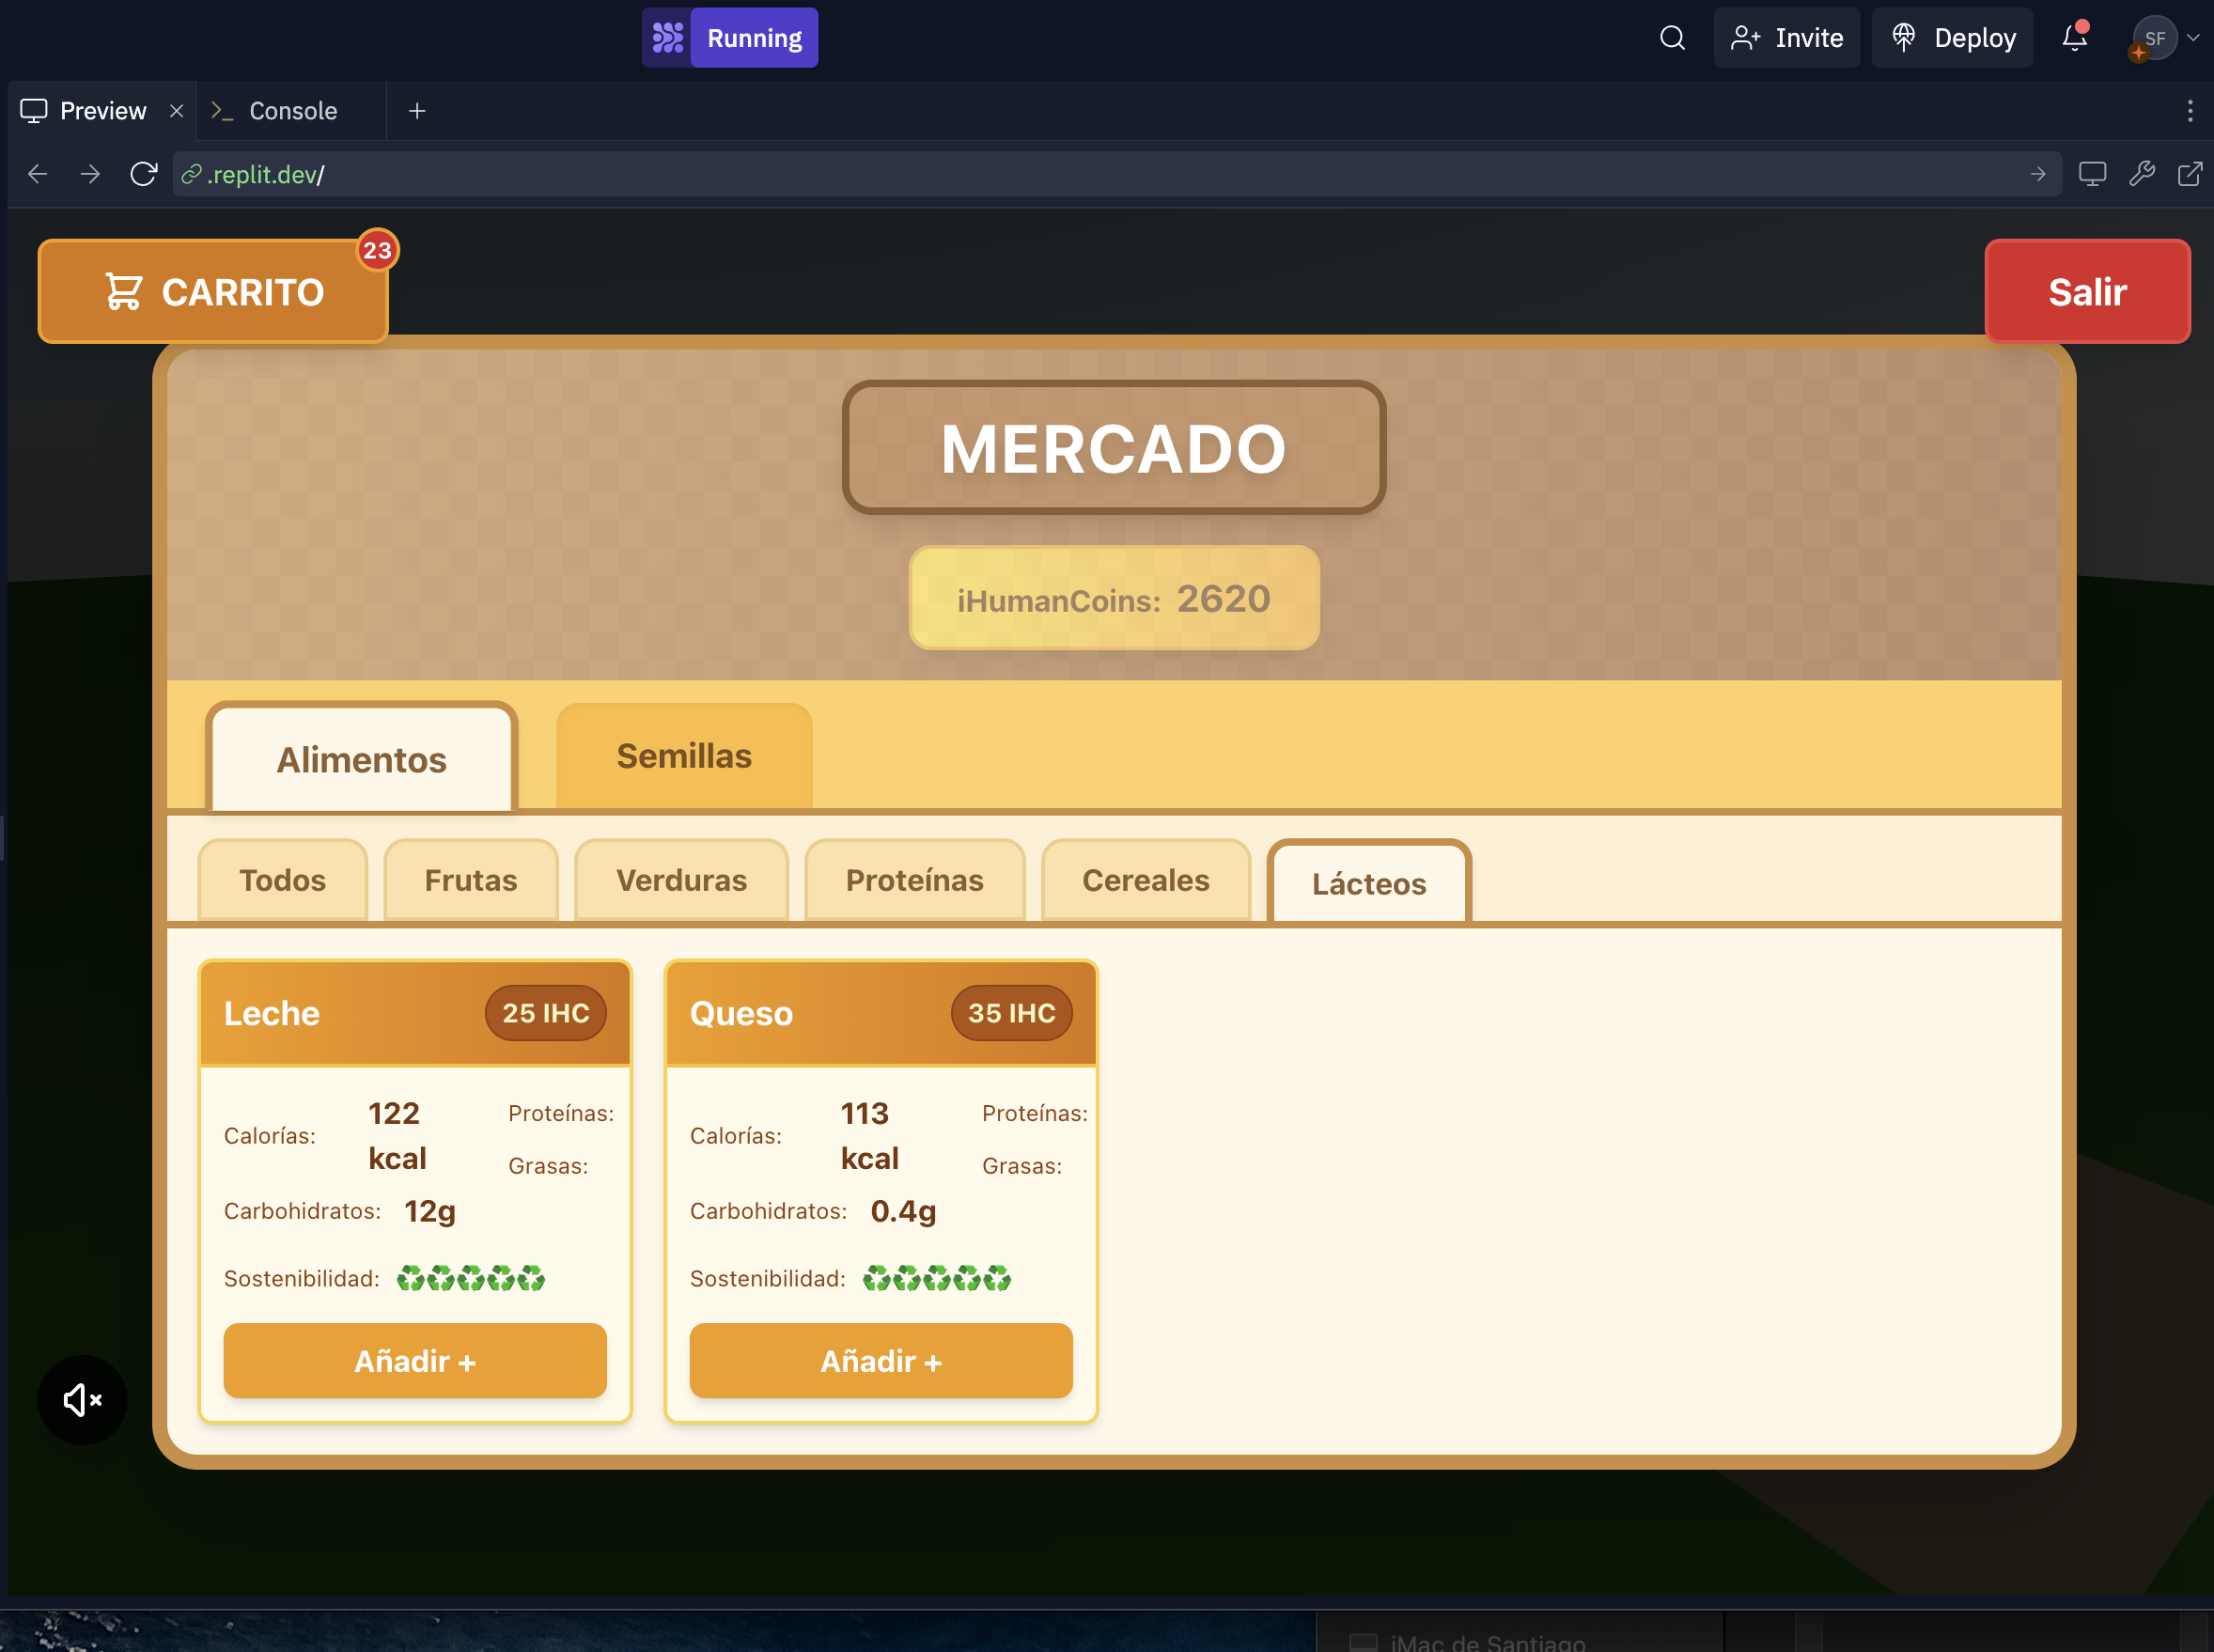 Running
Invite
Deploy
SF
Preview
Console
.replit.dev/
CARRITO
23
Salir
MERCADO
iHumanCoins: 2620
Alimentos
Semillas
Todos
Frutas
Verduras
Proteínas
Cereales
Lácteos
Leche
25 IHC
Calorías:
122
kcal
Proteínas:
Grasas:
Carbohidratos: 12g
Sostenibilidad:
Añadir +
Queso
35 IHC
Calorías:
113
kcal
Proteínas:
Grasas:
Carbohidratos: 0.4g
Sostenibilidad:
Añadir +
iMac de Santiago